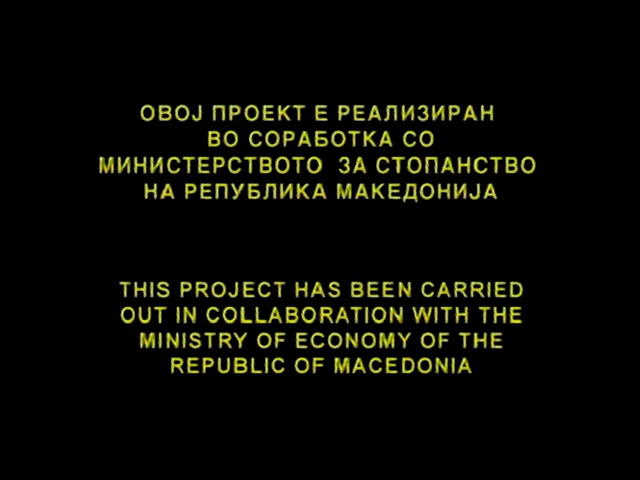 ОВОЈ ПРОЕКТ Е РЕАЛИЗИРАН
ВО СОРАБОТКА СО
МИНИСТЕРСТВОТО ЗА СТОПАНСТВО
НА РЕПУБЛИКА МАКЕДОНИЈА
THIS PROJECT HAS BEEN CARRIED
OUT IN COLLABORATION WITH THE
MINISTRY OF ECONOMY OF THE
REPUBLIC OF MACEDONIA